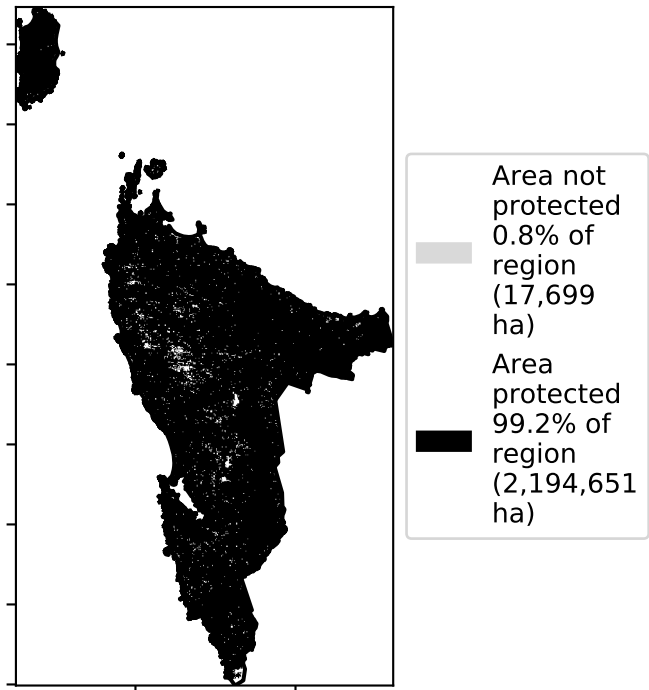 Area not
protected
0.8% of
region
(17,699
ha)
Area
protected
99.2% of
region
(2,194,651
ha)